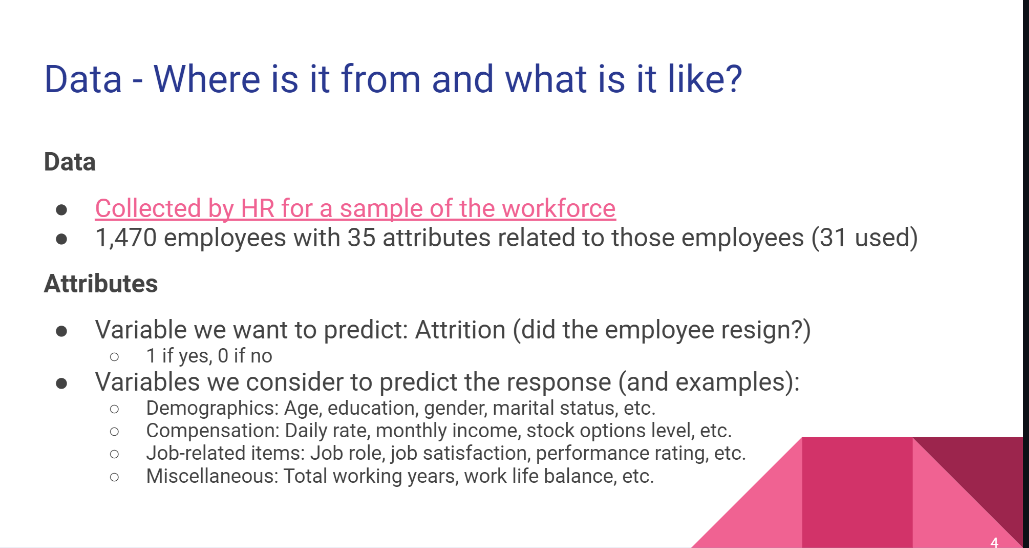 Data - Where is it from and what is it like?
Data
● Collected by HR for a sample of the workforce
● 1,470 employees with 35 attributes related to those employees (31 used)
Attributes
● Variable we want to predict: Attrition (did the employee resign?)
○ 1 if yes, 0 if no
● Variables we consider to predict the response (and examples):
○ Demographics: Age, education, gender, marital status, etc.
○ Compensation: Daily rate, monthly income, stock options level, etc.
○ Job-related items: Job role, job satisfaction, performance rating, etc.
○ Miscellaneous: Total working years, work life balance, etc.
4